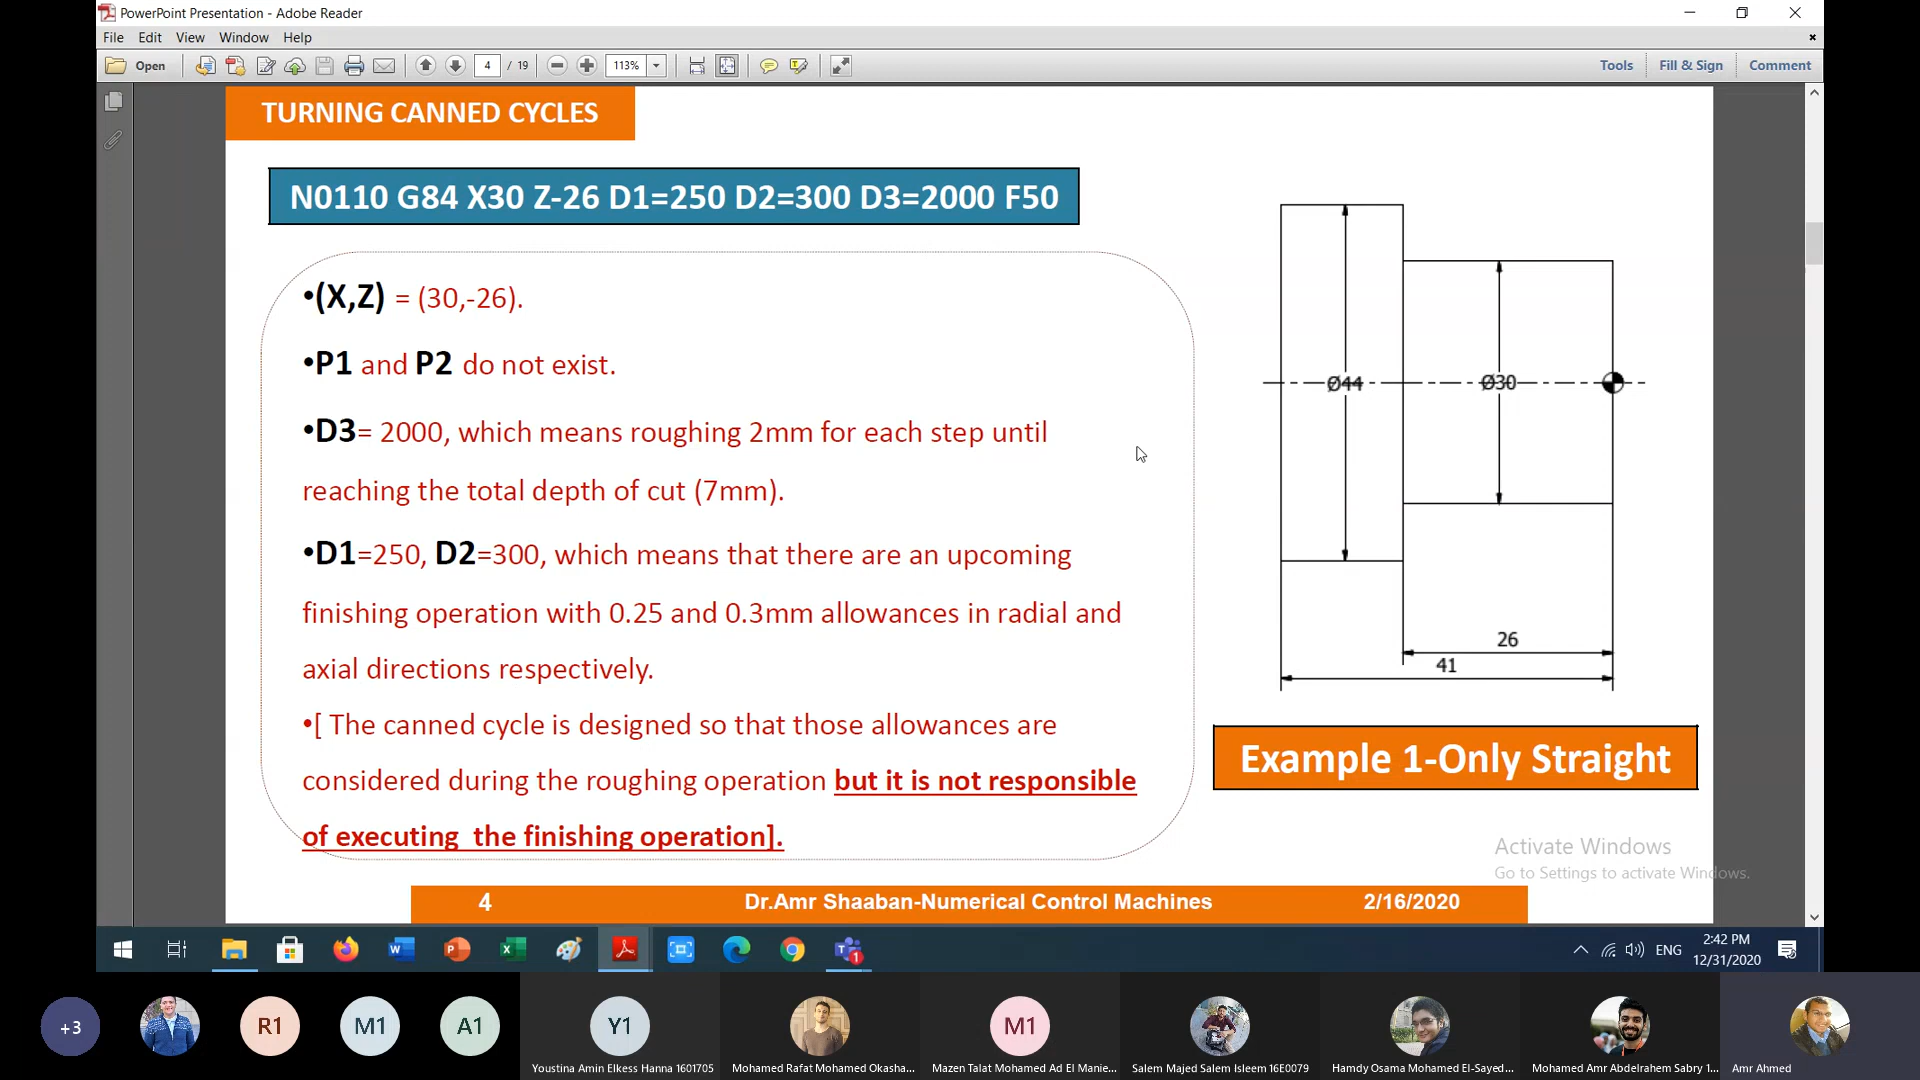 PowerPoint Presentation - Adobe Reader
File Edit View Window Help
Open 4 / 19 113% Tools Fill & Sign Comment
TURNING CANNED CYCLES
N0110 G84 X30 Z-26 D1=250 D2=300 D3=2000 F50
•(X,Z) = (30,-26).
•P1 and P2 do not exist.
•D3= 2000, which means roughing 2mm for each step until
reaching the total depth of cut (7mm).
•D1=250, D2=300, which means that there are an upcoming
finishing operation with 0.25 and 0.3mm allowances in radial and
axial directions respectively.
•[ The canned cycle is designed so that those allowances are
considered during the roughing operation but it is not responsible
of executing the finishing operation].
Ø44
Ø30
26
41
Example 1-Only Straight
Activate Windows
Go to Settings to activate Windows.
4 Dr.Amr Shaaban-Numerical Control Machines 2/16/2020
1
ENG
2:42 PM
12/31/2020
+3
R1
M1
A1
Y1
M1
Youstina Amin Elkess Hanna 1601705
Mohamed Rafat Mohamed Okasha...
Mazen Talat Mohamed Ad El Manie...
Salem Majed Salem Isleem 16E0079
Hamdy Osama Mohamed El-Sayed...
Mohamed Amr Abdelrahem Sabry 1...
Amr Ahmed